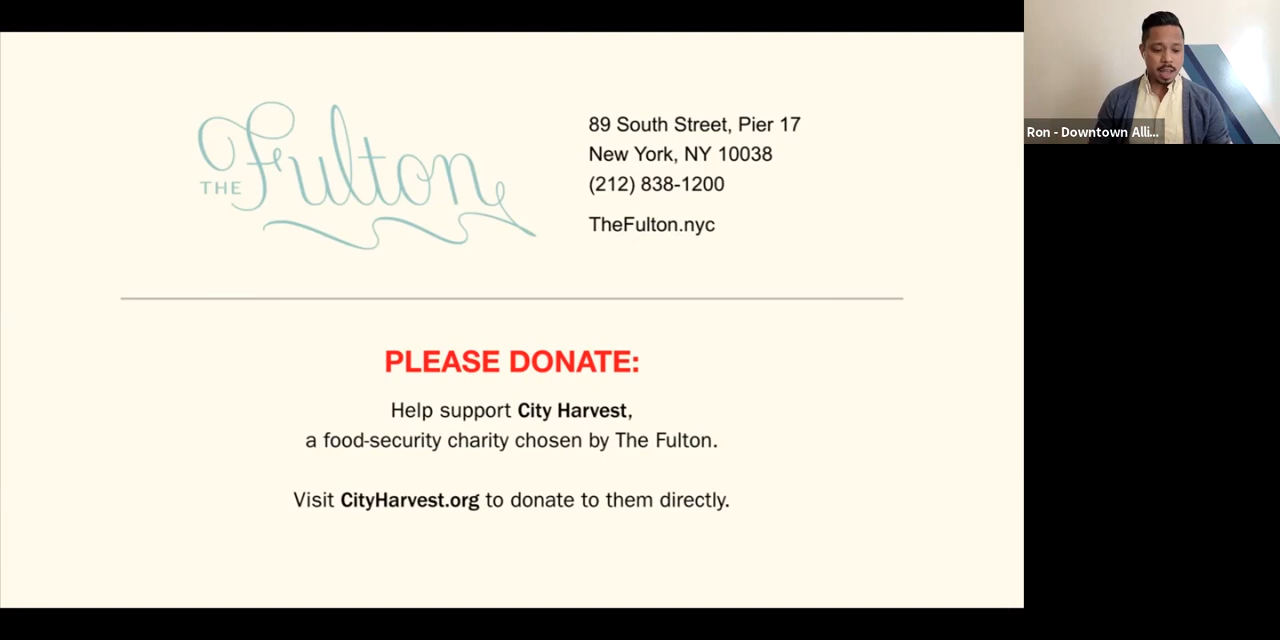 THE Fulton
89 South Street, Pier 17
New York, NY 10038
(212) 838-1200
TheFulton.nyc
PLEASE DONATE:
Help support City Harvest,
a food-security charity chosen by The Fulton.
Visit CityHarvest.org to donate to them directly.
Ron - Downtown Alli...